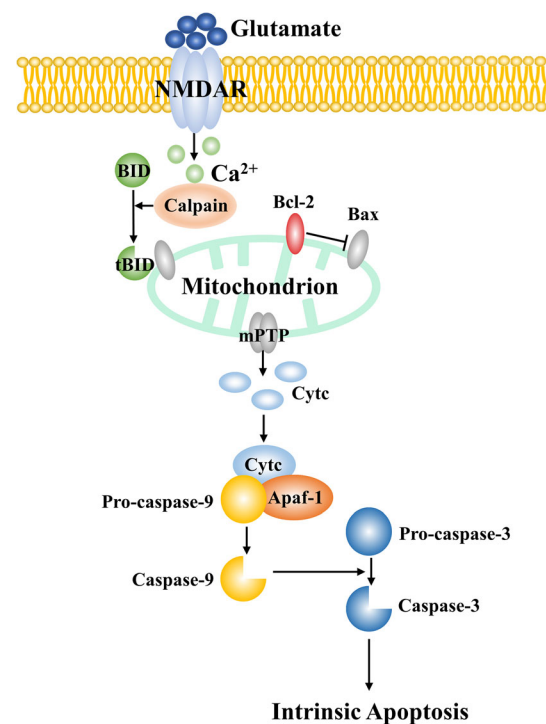 Glutamate
NMDAR
Ca²⁺
BID
Calpain
Bcl-2
Bax
tBID
Mitochondrion
mPTP
Cytc
Cytc
Pro-caspase-9
Apaf-1
Pro-caspase-3
Caspase-9
Caspase-3
Intrinsic Apoptosis